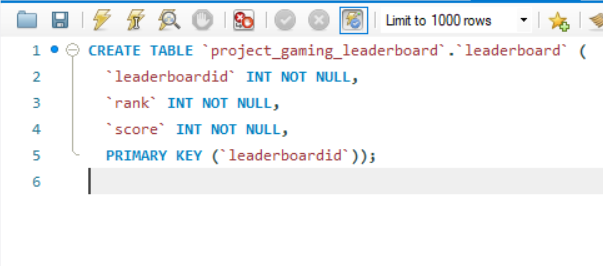 Limit to 1000 rows
1 CREATE TABLE `project_gaming_leaderboard`.`leaderboard` (
2 `leaderboardid` INT NOT NULL,
3 `rank` INT NOT NULL,
4 `score` INT NOT NULL,
5 PRIMARY KEY (`leaderboardid`));
6